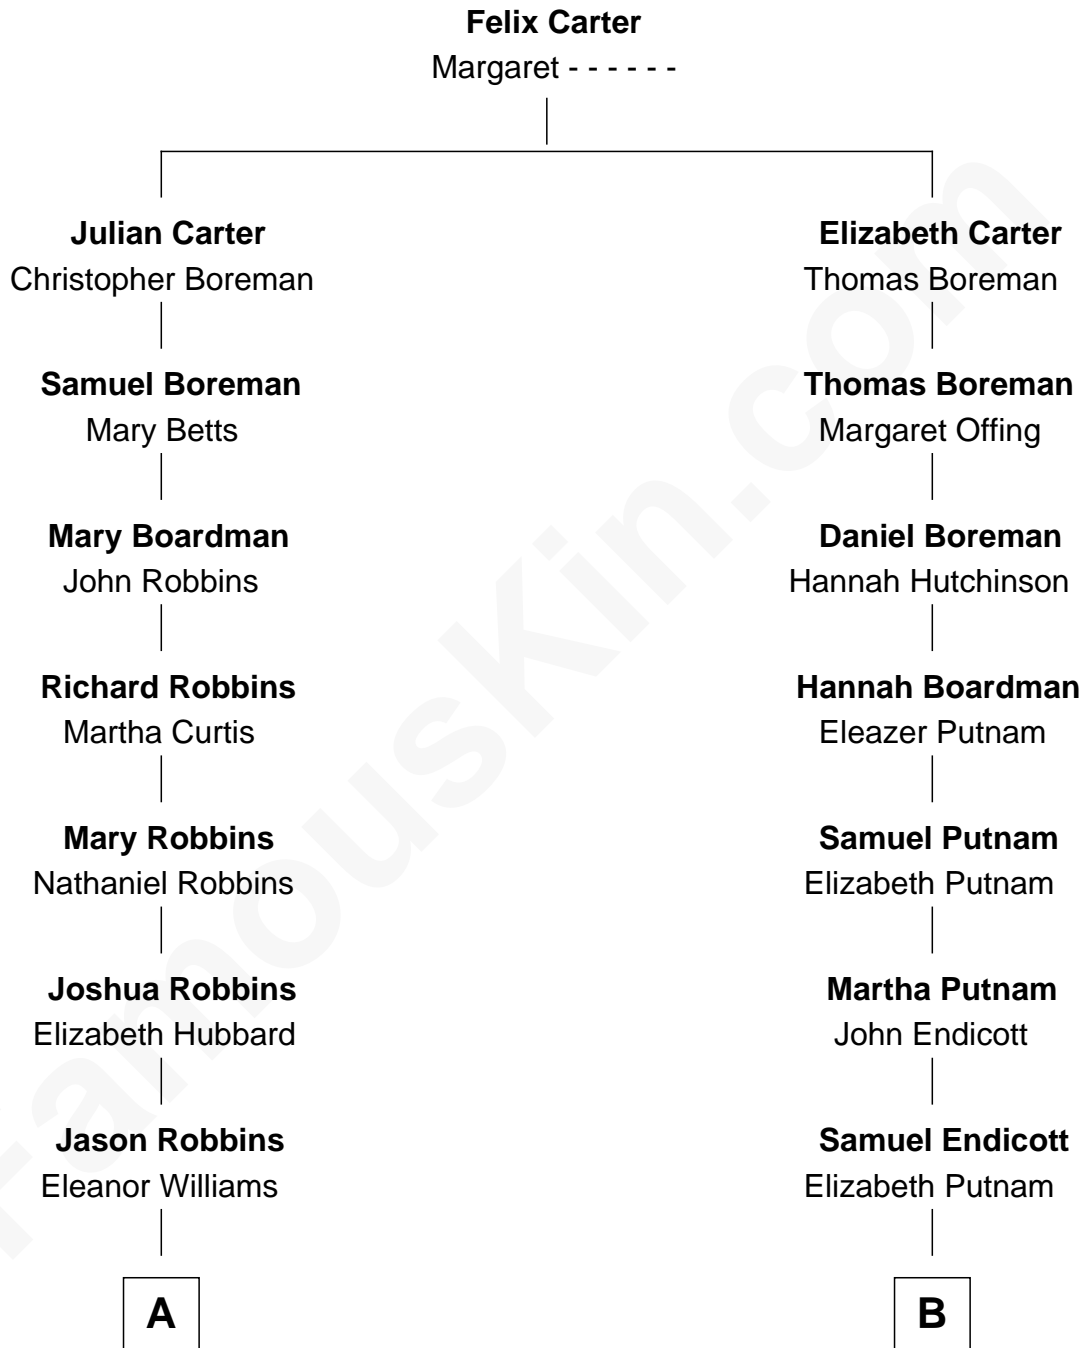 Felix Carter
Margaret - - - - - -
Julian Carter
Christopher Boreman
Elizabeth Carter
Thomas Boreman
Samuel Boreman
Mary Betts
Thomas Boreman
Margaret Offing
Mary Boardman
John Robbins
Daniel Boreman
Hannah Hutchinson
Richard Robbins
Martha Curtis
Hannah Boardman
Eleazer Putnam
Mary Robbins
Nathaniel Robbins
Samuel Putnam
Elizabeth Putnam
Joshua Robbins
Elizabeth Hubbard
Martha Putnam
John Endicott
Jason Robbins
Eleanor Williams
Samuel Endicott
Elizabeth Putnam
A
B
FamousKin.com